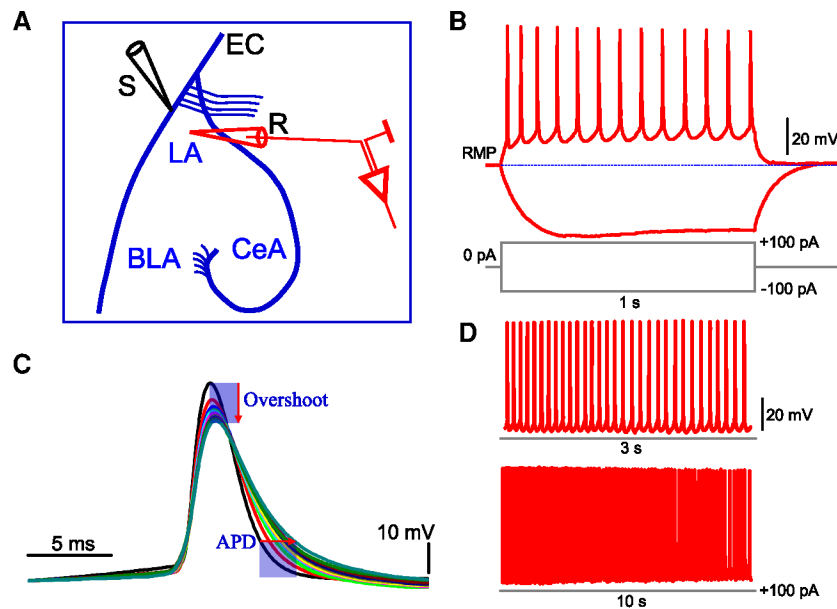 A
EC
S
R
LA
BLA
CeA
B
20 mV
RMP
0 pA
+100 pA
-100 pA
1 s
C
Overshoot
APD
5 ms
10 mV
D
20 mV
3 s
10 s
+100 pA